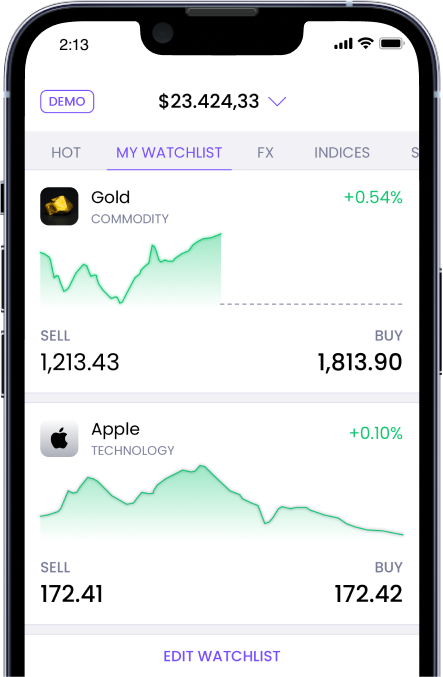 2:13
DEMO $23.424,33
HOT MY WATCHLIST FX INDICES S
Gold +0.54%
COMMODITY
SELL BUY
1,213.43 1,813.90
Apple +0.10%
TECHNOLOGY
SELL BUY
172.41 172.42
EDIT WATCHLIST